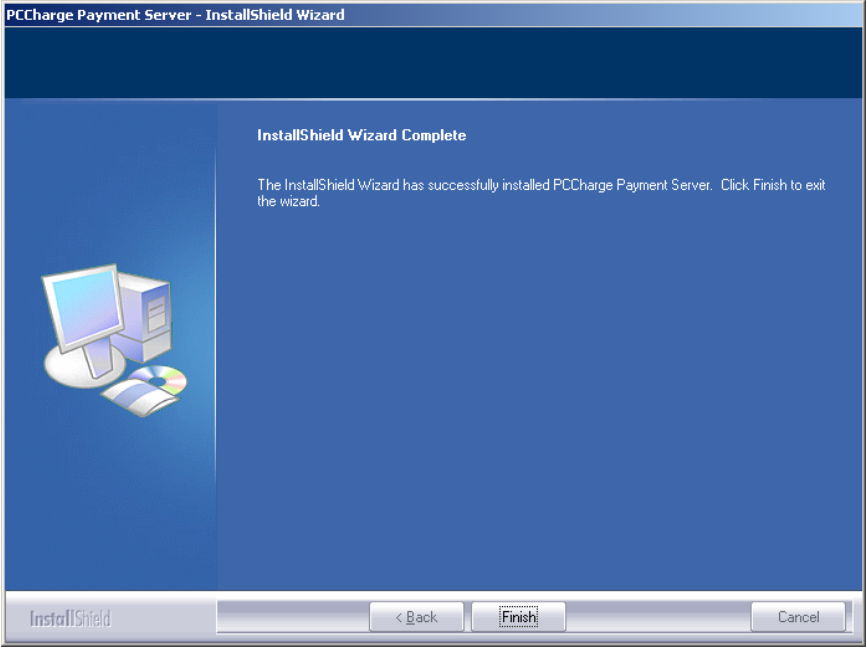 PCCharge Payment Server - InstallShield Wizard
InstallShield Wizard Complete
The InstallShield Wizard has successfully installed PCCharge Payment Server.  Click Finish to exit
the wizard.
InstallShield
< Back
Finish
Cancel